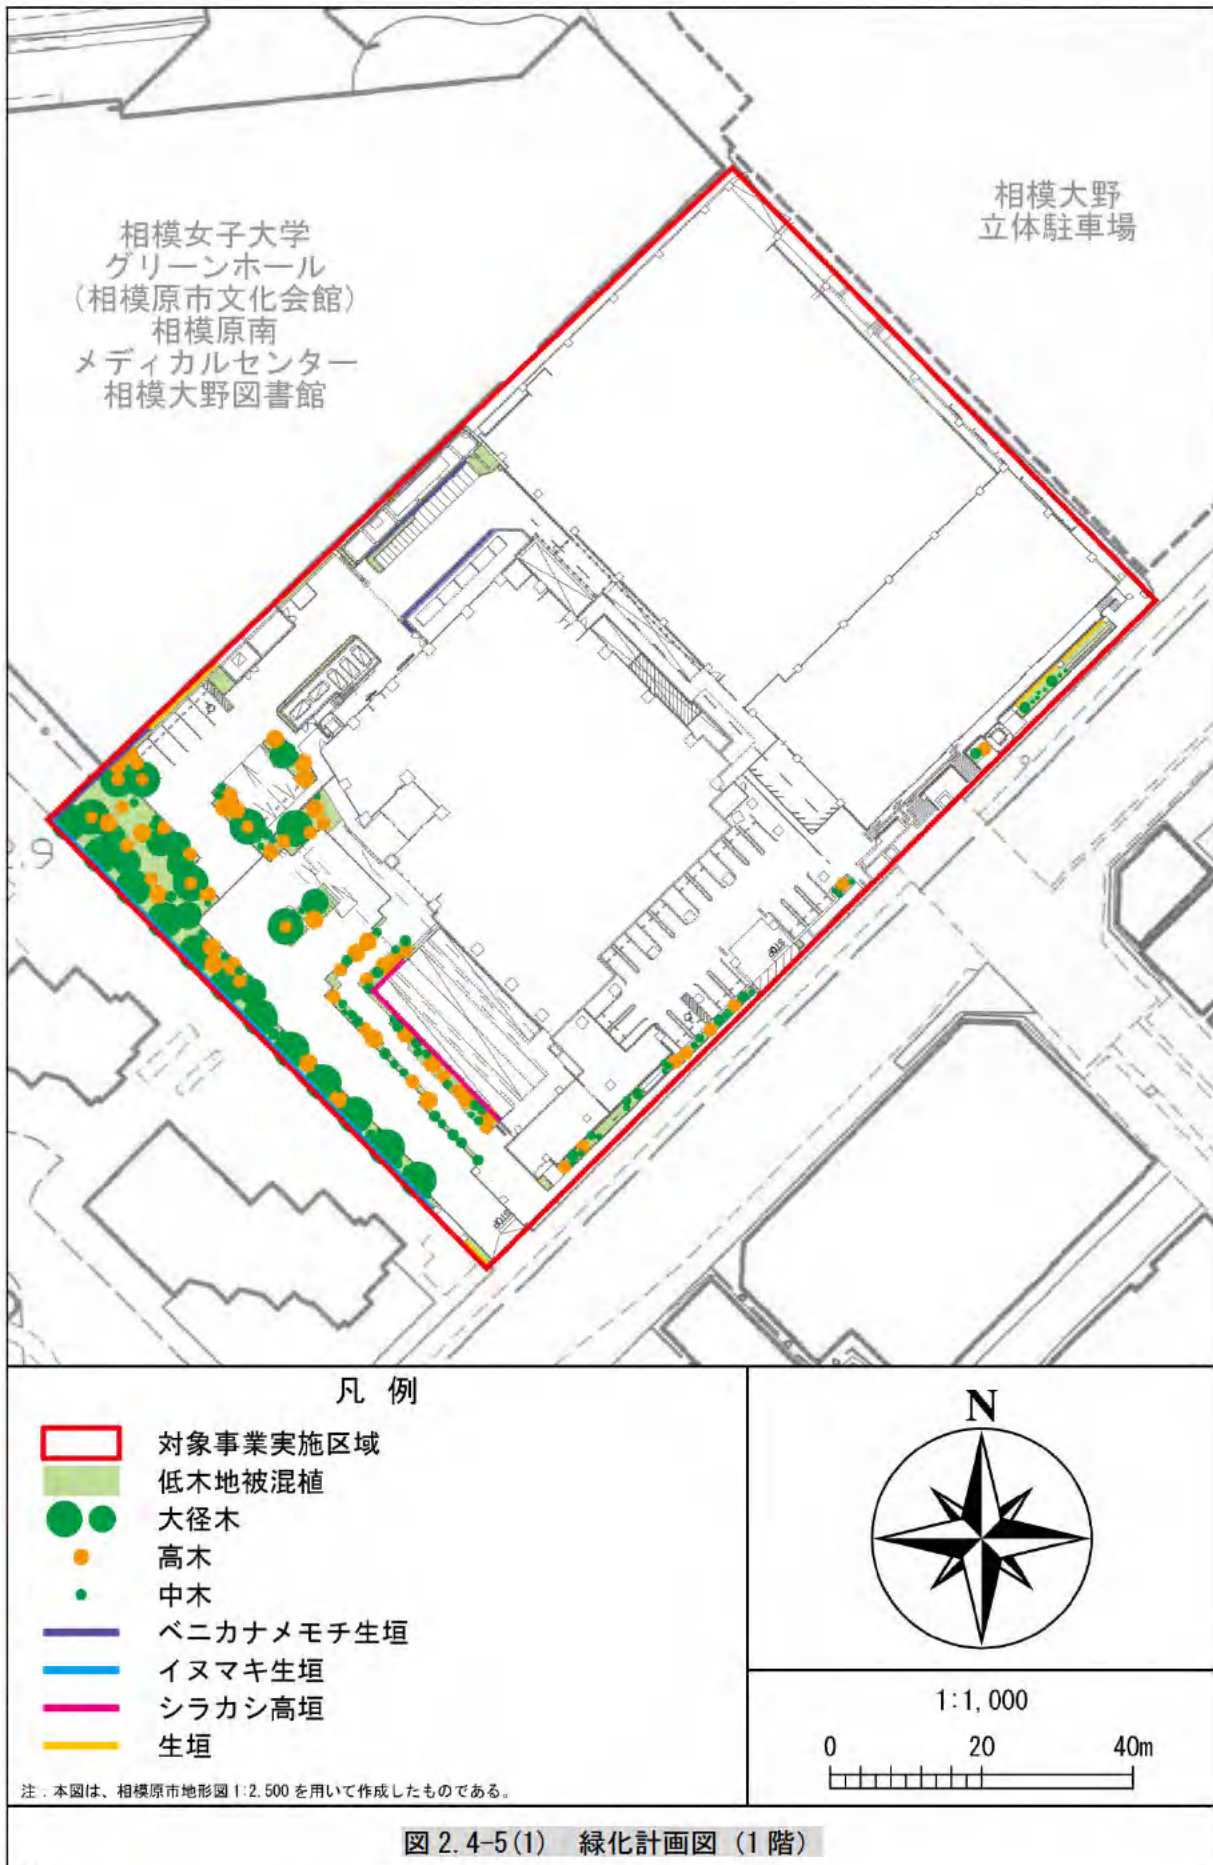 相模女子大学
グリーンホール
(相模原市文化会館)
相模原南
メディカルセンター
相模大野図書館
相模大野
立体駐車場
2.9
STOP
STOP
凡 例
対象事業実施区域
低木地被混植
大径木
高木
中木
ベニカナメモチ生垣
イヌマキ生垣
シラカシ高垣
生垣
注：本図は、相模原市地形図1:2,500を用いて作成したものである。
N
1:1,000
0 20 40m
図 2.4-5(1) 緑化計画図（1階）